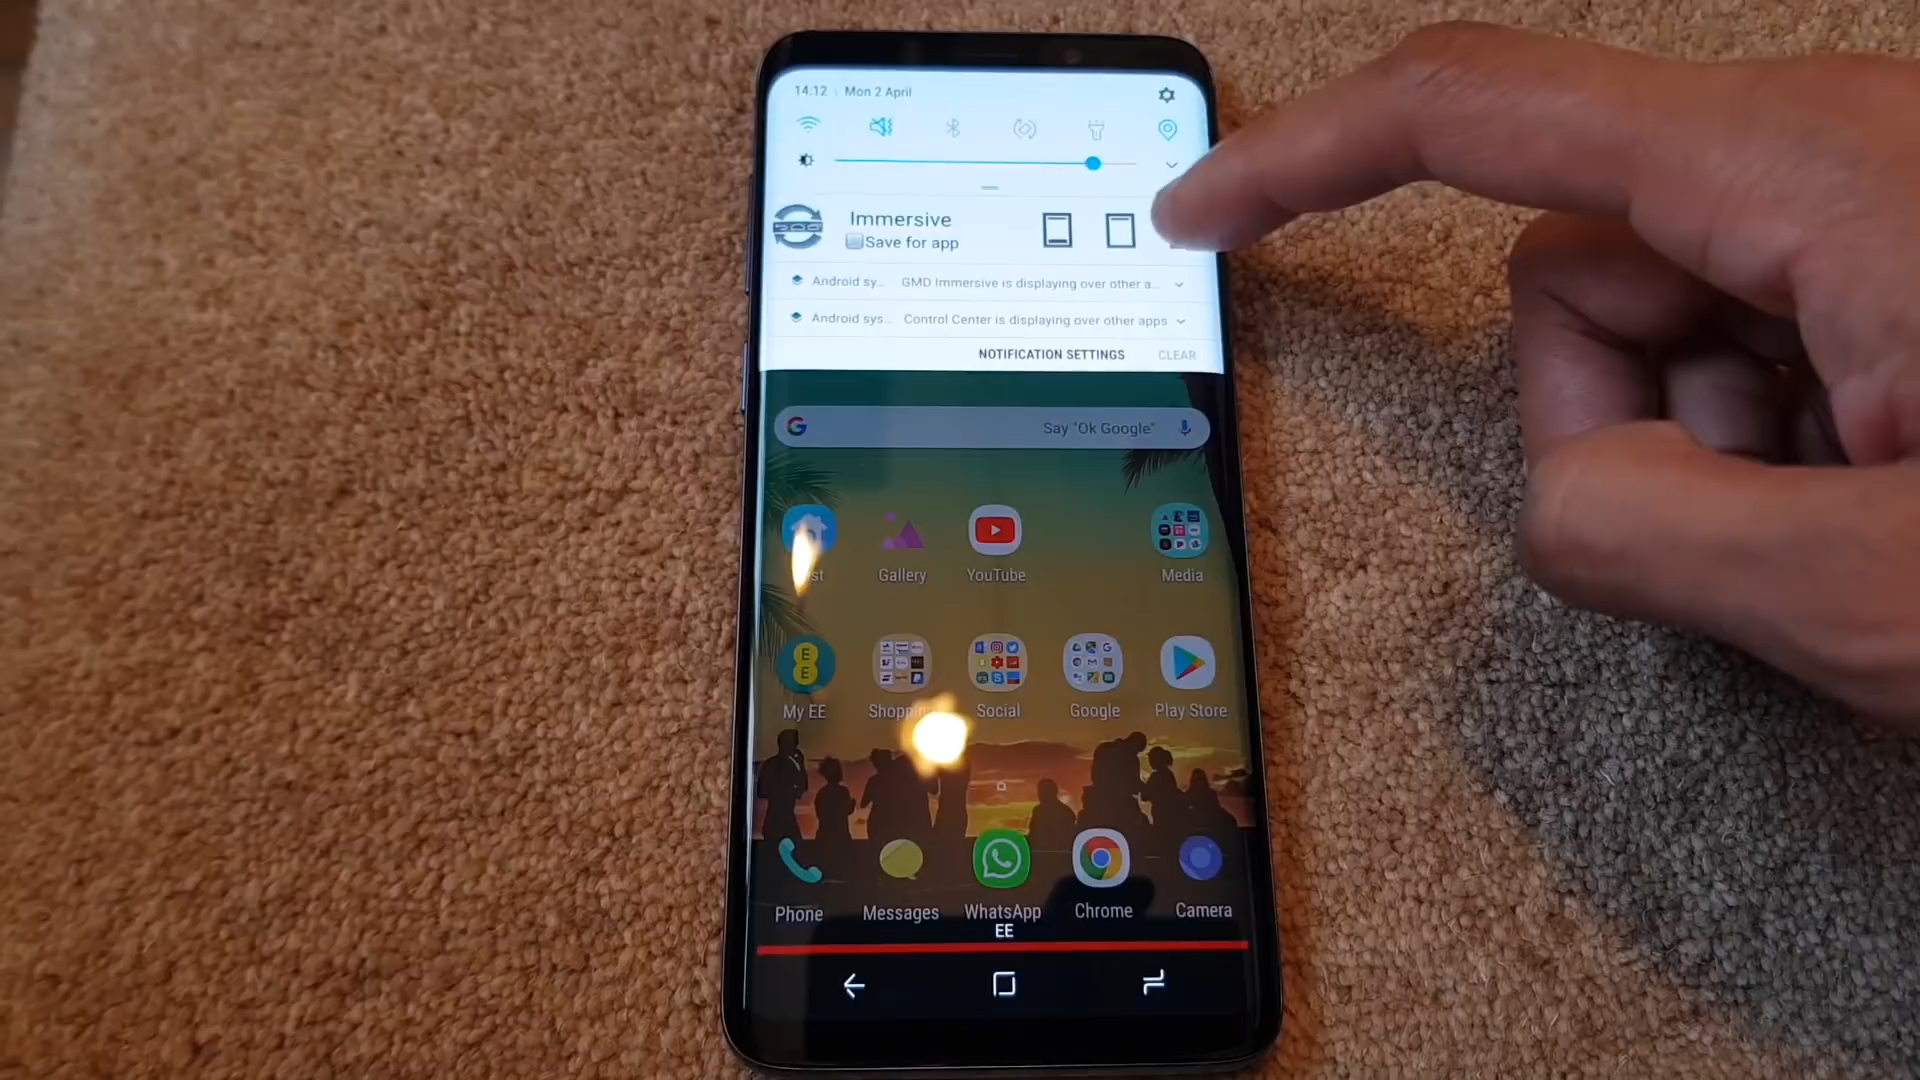 14:12 Mon 2 April
Immersive
Save for app
Android sy... GMD Immersive is displaying over other a...
Android sys... Control Center is displaying over other apps
NOTIFICATION SETTINGS CLEAR
G Say "Ok Google"
Gallery YouTube Media
EE
My EE Social Google Play Store
Phone Messages WhatsApp Chrome Camera
EE